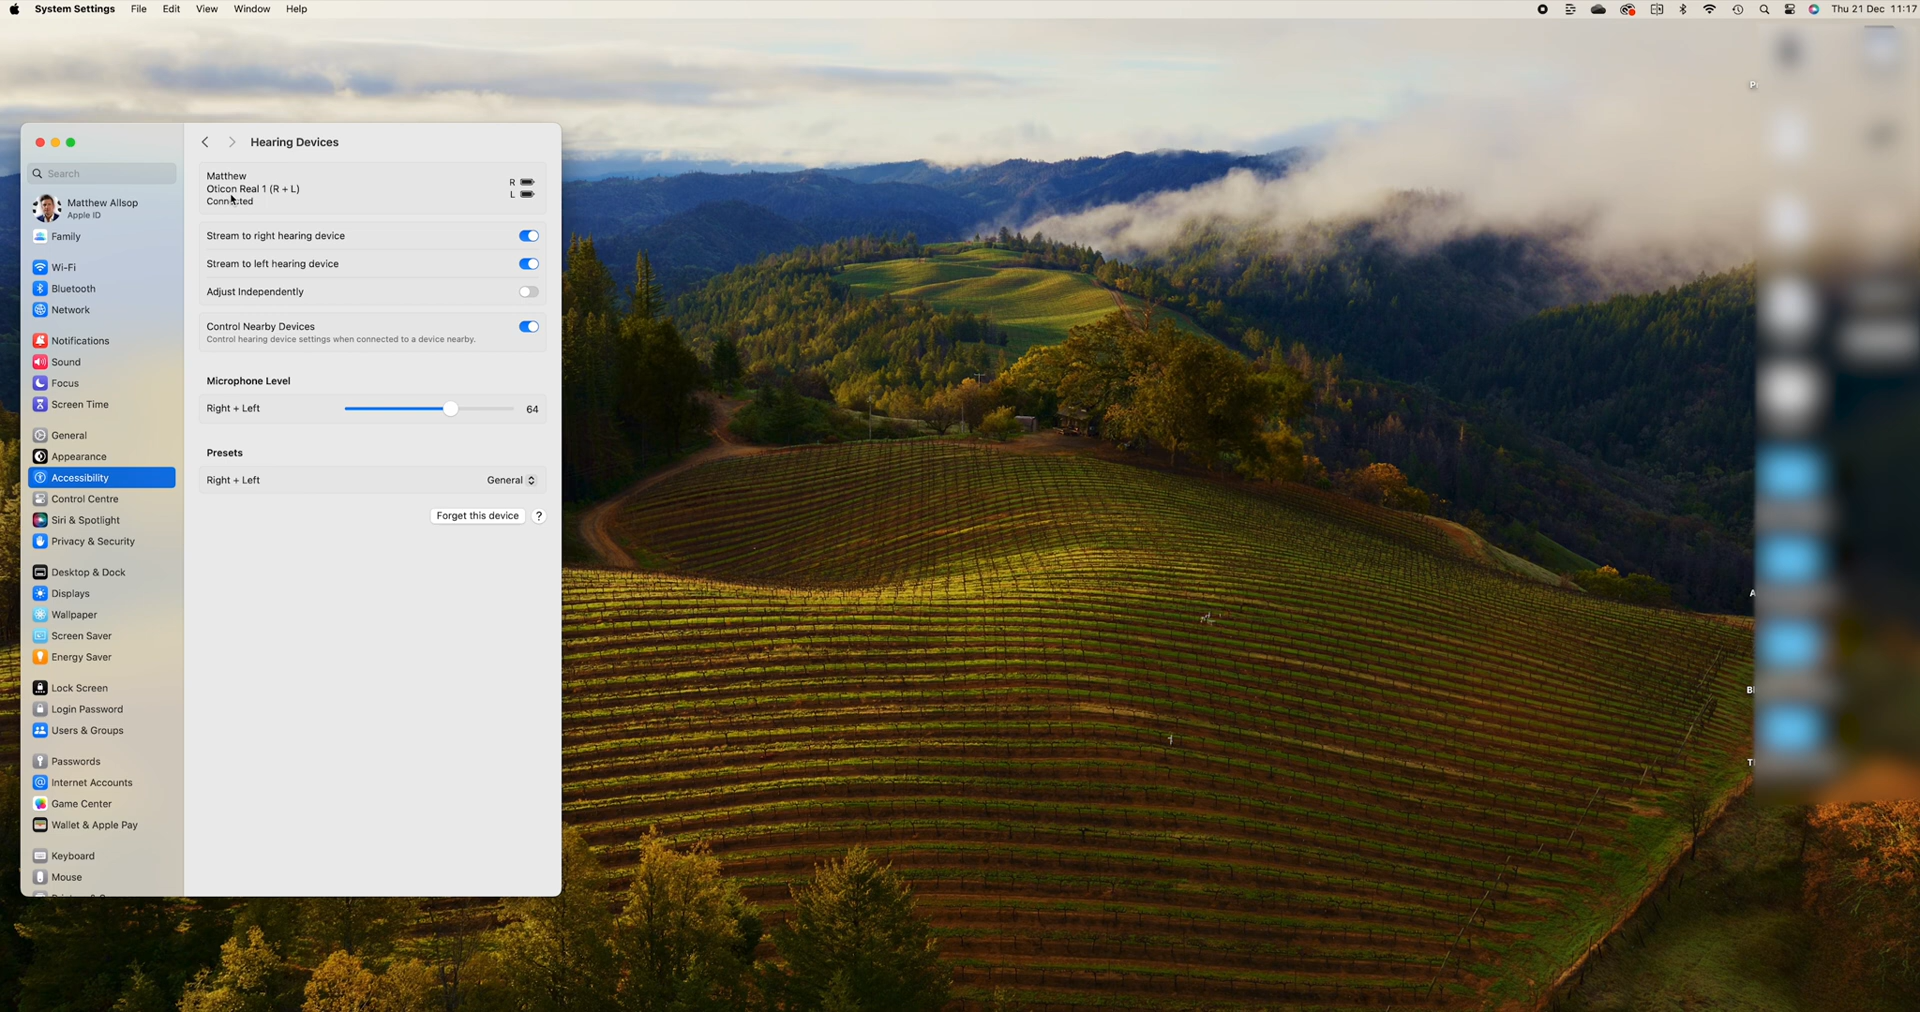 System Settings File Edit View Window Help
Thu 21 Dec 11:17
Hearing Devices
Search
Matthew Allsop
Apple ID
Family
Wi-Fi
Bluetooth
Network
Notifications
Sound
Focus
Screen Time
General
Appearance
Accessibility
Control Centre
Siri & Spotlight
Privacy & Security
Desktop & Dock
Displays
Wallpaper
Screen Saver
Energy Saver
Lock Screen
Login Password
Users & Groups
Passwords
Internet Accounts
Game Center
Wallet & Apple Pay
Keyboard
Mouse
Matthew
Oticon Real 1 (R + L)
Connected
R
L
Stream to right hearing device
Stream to left hearing device
Adjust Independently
Control Nearby Devices
Control hearing device settings when connected to a device nearby.
Microphone Level
Right + Left 64
Presets
Right + Left General
Forget this device ?